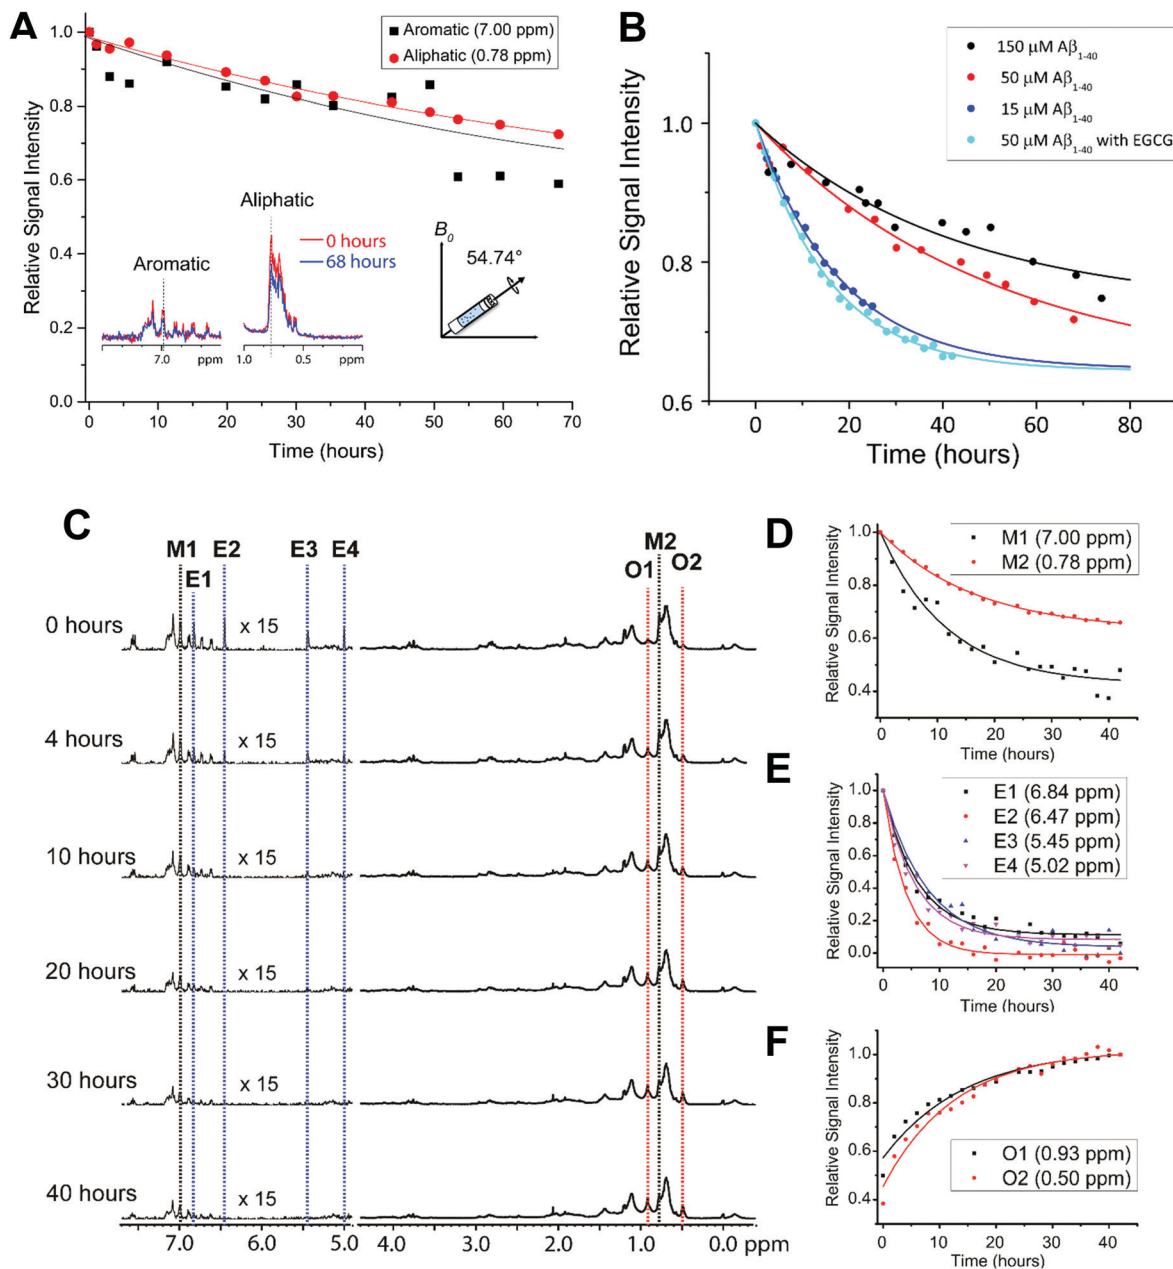 A
Relative Signal Intensity
1.0
0.8
0.6
0.4
0.2
0.0
Aromatic (7.00 ppm)
Aliphatic (0.78 ppm)
Aliphatic
0 hours
68 hours
Aromatic
7.0
ppm
1.0
0.5
ppm
B₀
54.74°
0
10
20
30
40
50
60
70
Time (hours)
B
Relative Signal Intensity
1.0
0.8
0.6
150 µM Aβ₁₋₄₀
50 µM Aβ₁₋₄₀
15 µM Aβ₁₋₄₀
50 µM Aβ₁₋₄₀ with EGCG
0
20
40
60
80
Time (hours)
C
M1
E1
E2
E3
E4
O1
M2
O2
0 hours
x 15
4 hours
x 15
10 hours
x 15
20 hours
x 15
30 hours
x 15
40 hours
x 15
7.0
6.0
5.0
4.0
3.0
2.0
1.0
0.0
ppm
D
Relative Signal Intensity
1.0
0.8
0.6
0.4
M1 (7.00 ppm)
M2 (0.78 ppm)
0
10
20
30
40
Time (hours)
E
Relative Signal Intensity
1.0
0.8
0.6
0.4
0.2
0.0
E1 (6.84 ppm)
E2 (6.47 ppm)
E3 (5.45 ppm)
E4 (5.02 ppm)
0
10
20
30
40
Time (hours)
F
Relative Signal Intensity
1.0
0.8
0.6
0.4
O1 (0.93 ppm)
O2 (0.50 ppm)
0
10
20
30
40
Time (hours)